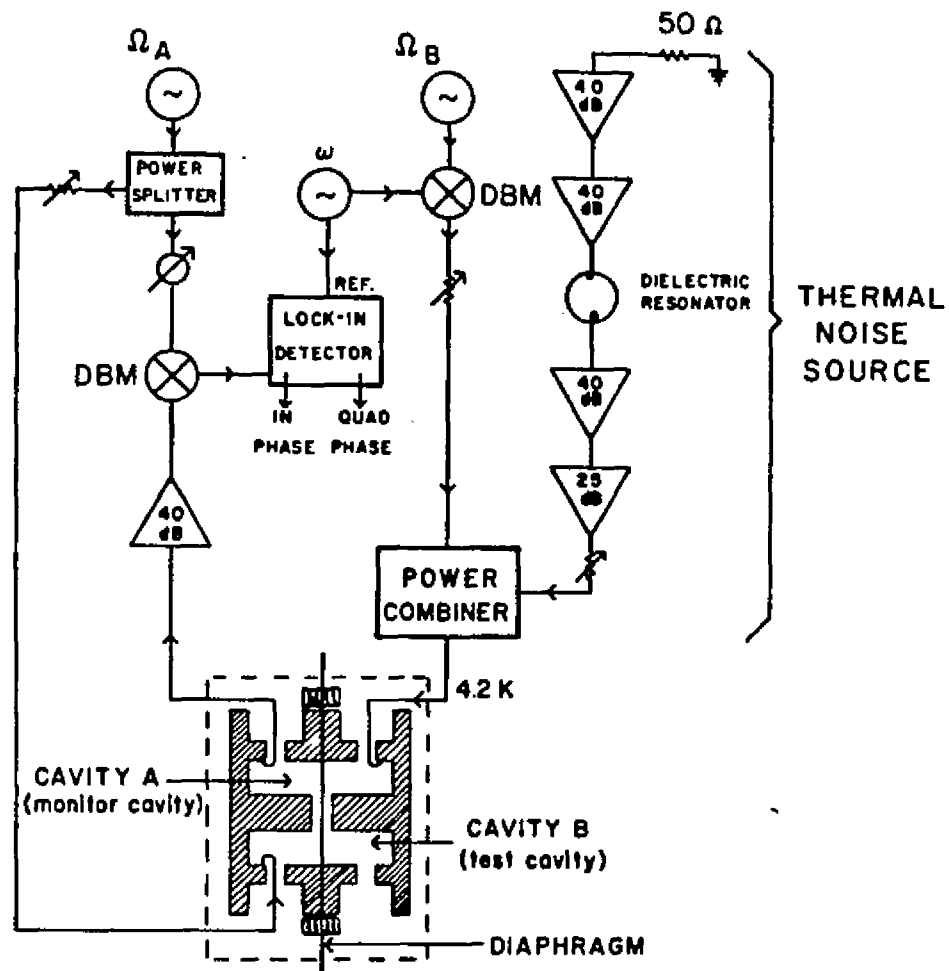 Ω A
Ω B
50 Ω
~
~
~
40 dB
POWER SPLITTER
ω
DBM
40 dB
REF.
DIELECTRIC RESONATOR
THERMAL NOISE SOURCE
LOCK-IN DETECTOR
DBM
40 dB
IN PHASE
QUAD PHASE
25 dB
40 dB
POWER COMBINER
4.2 K
CAVITY A
(monitor cavity)
CAVITY B
(test cavity)
DIAPHRAGM